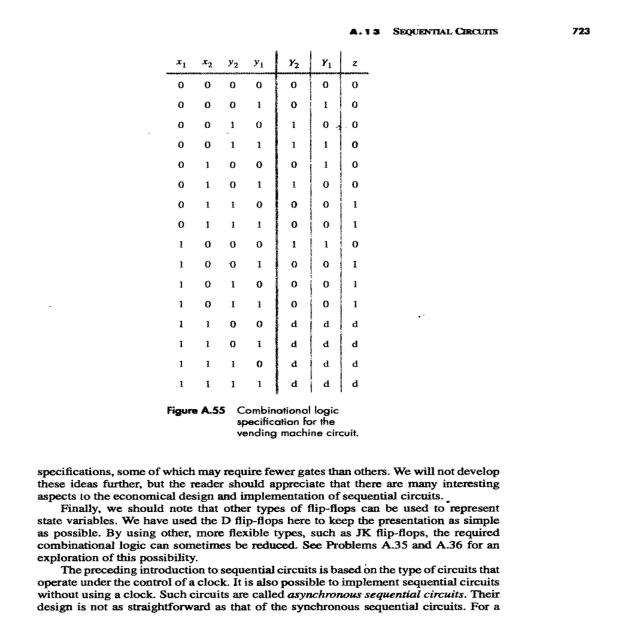 A.13 SEQUENTIAL CIRCUITS 723
x₁ x₂ y₂ y₁ Y₂ Y₁ z
0 0 0 0 0 0 0
0 0 0 1 0 1 0
0 0 1 0 1 0 0
0 0 1 1 1 1 0
0 1 0 0 0 1 0
0 1 0 1 1 0 0
0 1 1 0 0 0 1
0 1 1 1 0 0 1
1 0 0 0 1 1 0
1 0 0 1 0 0 1
1 0 1 0 0 0 1
1 0 1 1 0 0 1
1 1 0 0 d d d
1 1 0 1 d d d
1 1 1 0 d d d
1 1 1 1 d d d
Figure A.55 Combinational logic
specification for the
vending machine circuit.
specifications, some of which may require fewer gates than others. We will not develop
these ideas further, but the reader should appreciate that there are many interesting
aspects to the economical design and implementation of sequential circuits.
Finally, we should note that other types of flip-flops can be used to represent
state variables. We have used the D flip-flops here to keep the presentation as simple
as possible. By using other, more flexible types, such as JK flip-flops, the required
combinational logic can sometimes be reduced. See Problems A.35 and A.36 for an
exploration of this possibility.
The preceding introduction to sequential circuits is based on the type of circuits that
operate under the control of a clock. It is also possible to implement sequential circuits
without using a clock. Such circuits are called asynchronous sequential circuits. Their
design is not as straightforward as that of the synchronous sequential circuits. For a